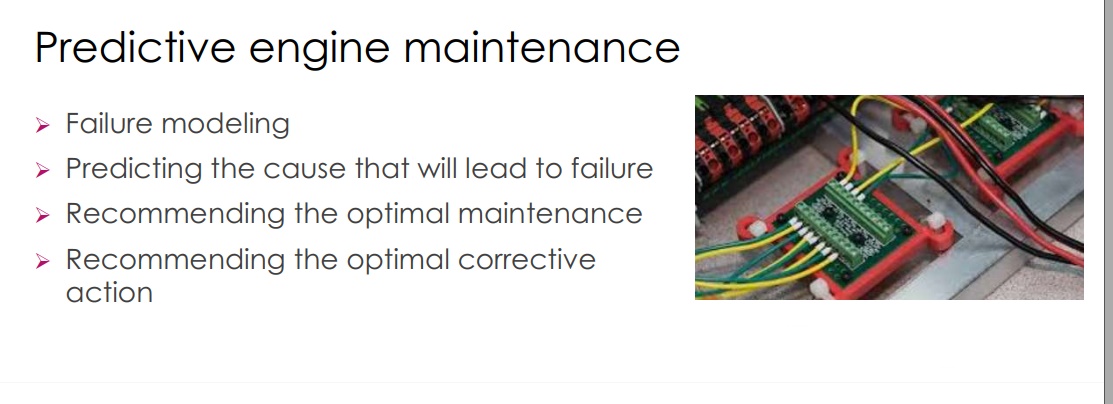 Predictive engine maintenance
Failure modeling
Predicting the cause that will lead to failure
Recommending the optimal maintenance
Recommending the optimal corrective
action